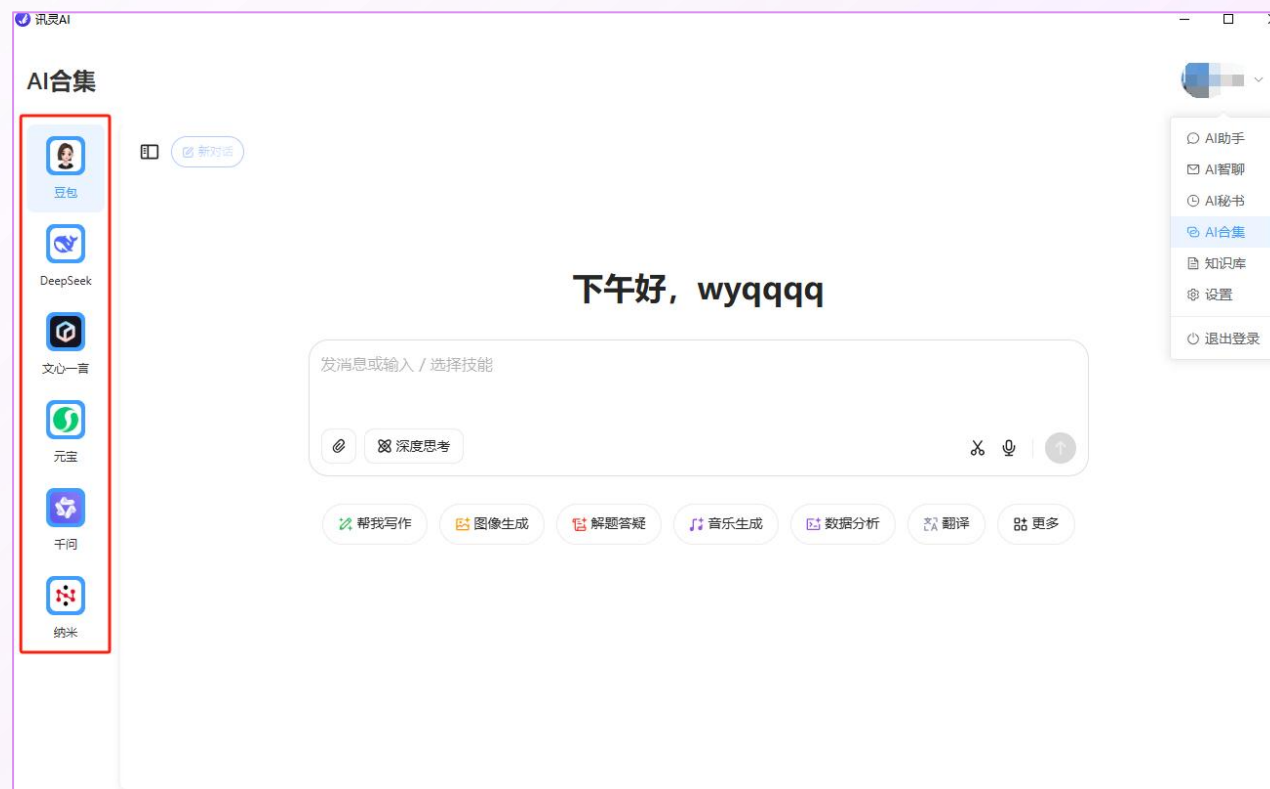 讯灵AI
AI合集
豆包
DeepSeek
文心一言
元宝
千问
纳米
新对话
下午好，wyqqqq
发消息或输入 / 选择技能
深度思考
帮我写作
图像生成
解题答疑
音乐生成
数据分析
翻译
更多
AI助手
AI智聊
AI秘书
AI合集
知识库
设置
退出登录